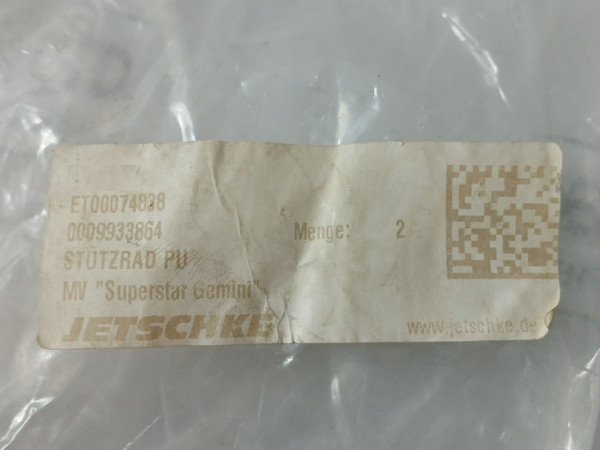 ET00074838
0009933864
Menge: 2
STÜTZRAD PU
MV "Superstar Gemini"
JETSCHKE
www.jetschke.de